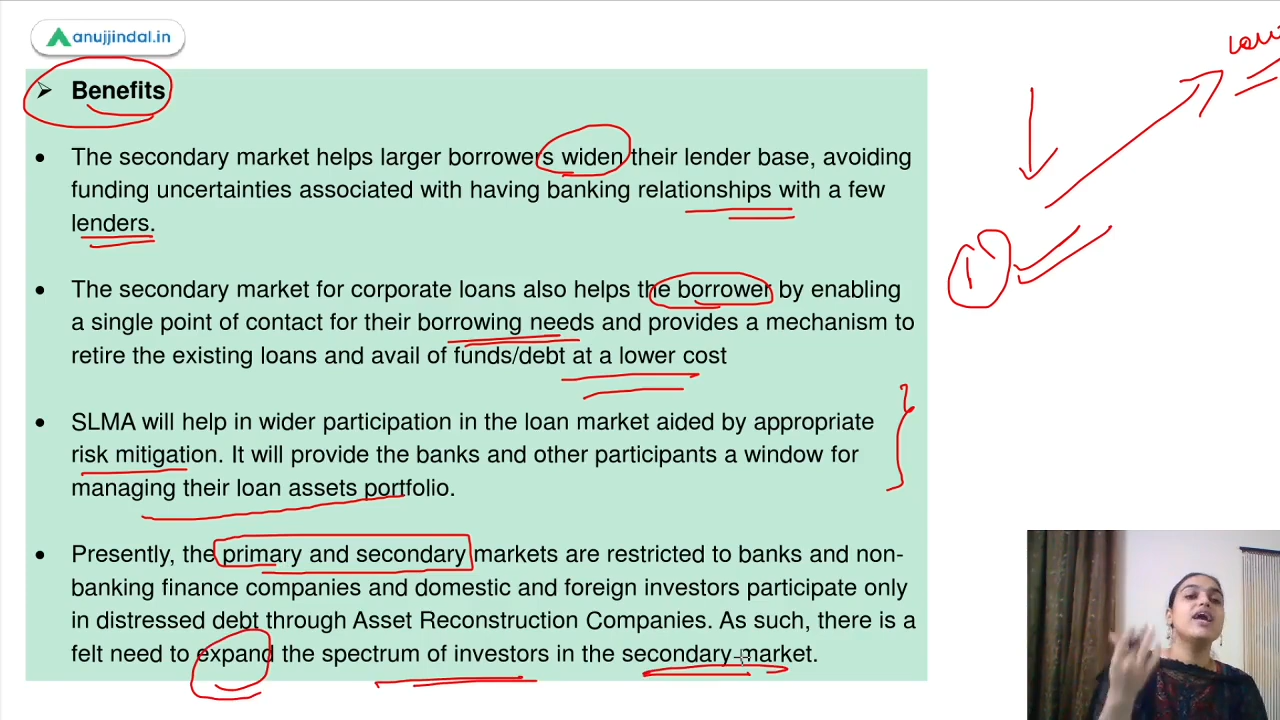 anujjindal.in
➢ Benefits
• The secondary market helps larger borrowers widen their lender base, avoiding
funding uncertainties associated with having banking relationships with a few
lenders.
• The secondary market for corporate loans also helps the borrower by enabling
a single point of contact for their borrowing needs and provides a mechanism to
retire the existing loans and avail of funds/debt at a lower cost
• SLMA will help in wider participation in the loan market aided by appropriate
risk mitigation. It will provide the banks and other participants a window for
managing their loan assets portfolio.
• Presently, the primary and secondary markets are restricted to banks and non-
banking finance companies and domestic and foreign investors participate only
in distressed debt through Asset Reconstruction Companies. As such, there is a
felt need to expand the spectrum of investors in the secondary market.